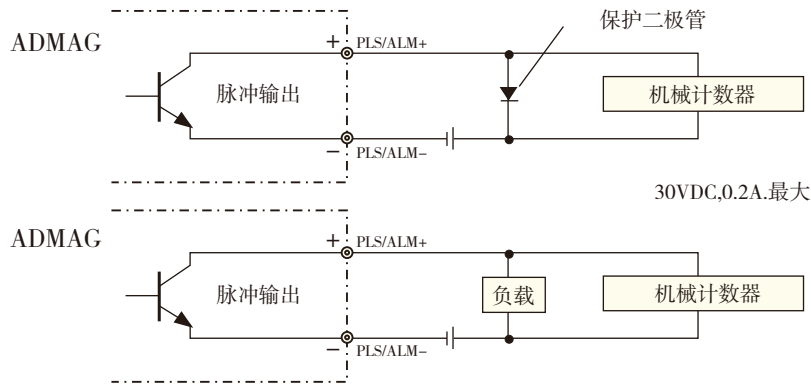 保护二极管
ADMAG
+ PLS/ALM+
脉冲输出
机械计数器
− PLS/ALM−
30VDC,0.2A.最大
ADMAG
+ PLS/ALM+
脉冲输出
负载
机械计数器
− PLS/ALM−